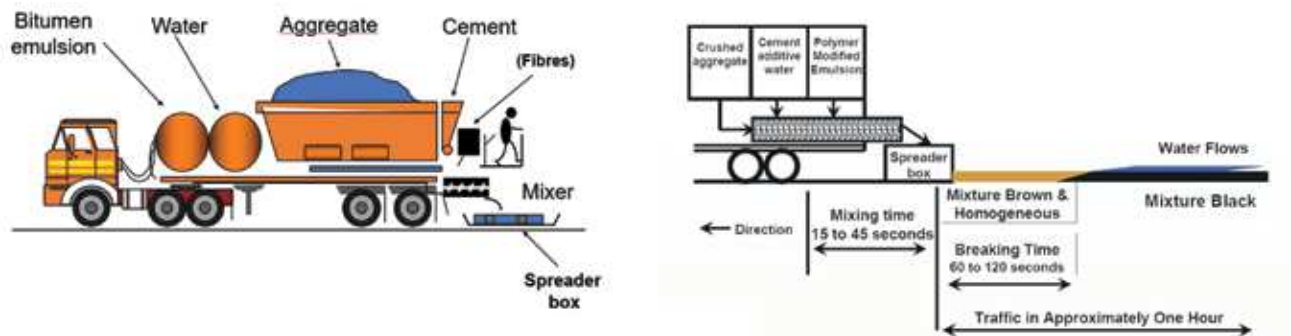 Bitumen
emulsion
Water
Aggregate
Cement
(Fibres)
Mixer
Spreader
box
Crushed
aggregate
Cement
additive
water
Polymer
Modified
Emulsion
Spreader
box
Water Flows
Mixture Brown &
Homogeneous
Mixture Black
Direction
Mixing time
15 to 45 seconds
Breaking Time
60 to 120 seconds
Traffic in Approximately One Hour